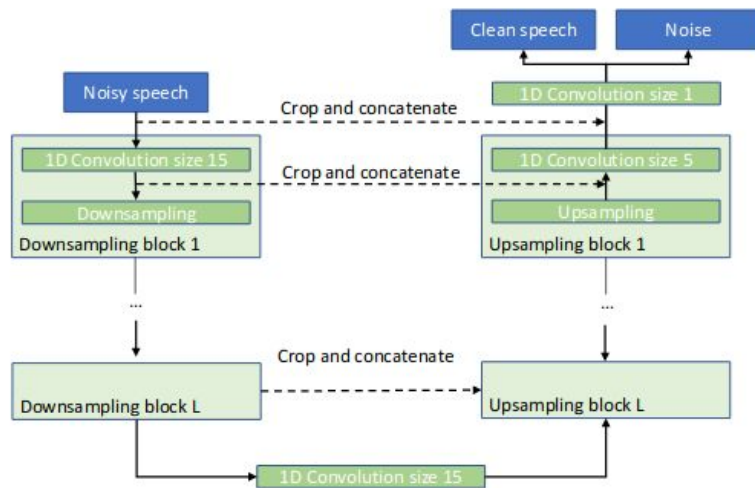 Clean speech
Noise
Noisy speech
1D Convolution size 1
Crop and concatenate
1D Convolution size 15
1D Convolution size 5
Crop and concatenate
Downsampling
Upsampling
Downsampling block 1
Upsampling block 1
...
...
Crop and concatenate
Downsampling block L
Upsampling block L
1D Convolution size 15